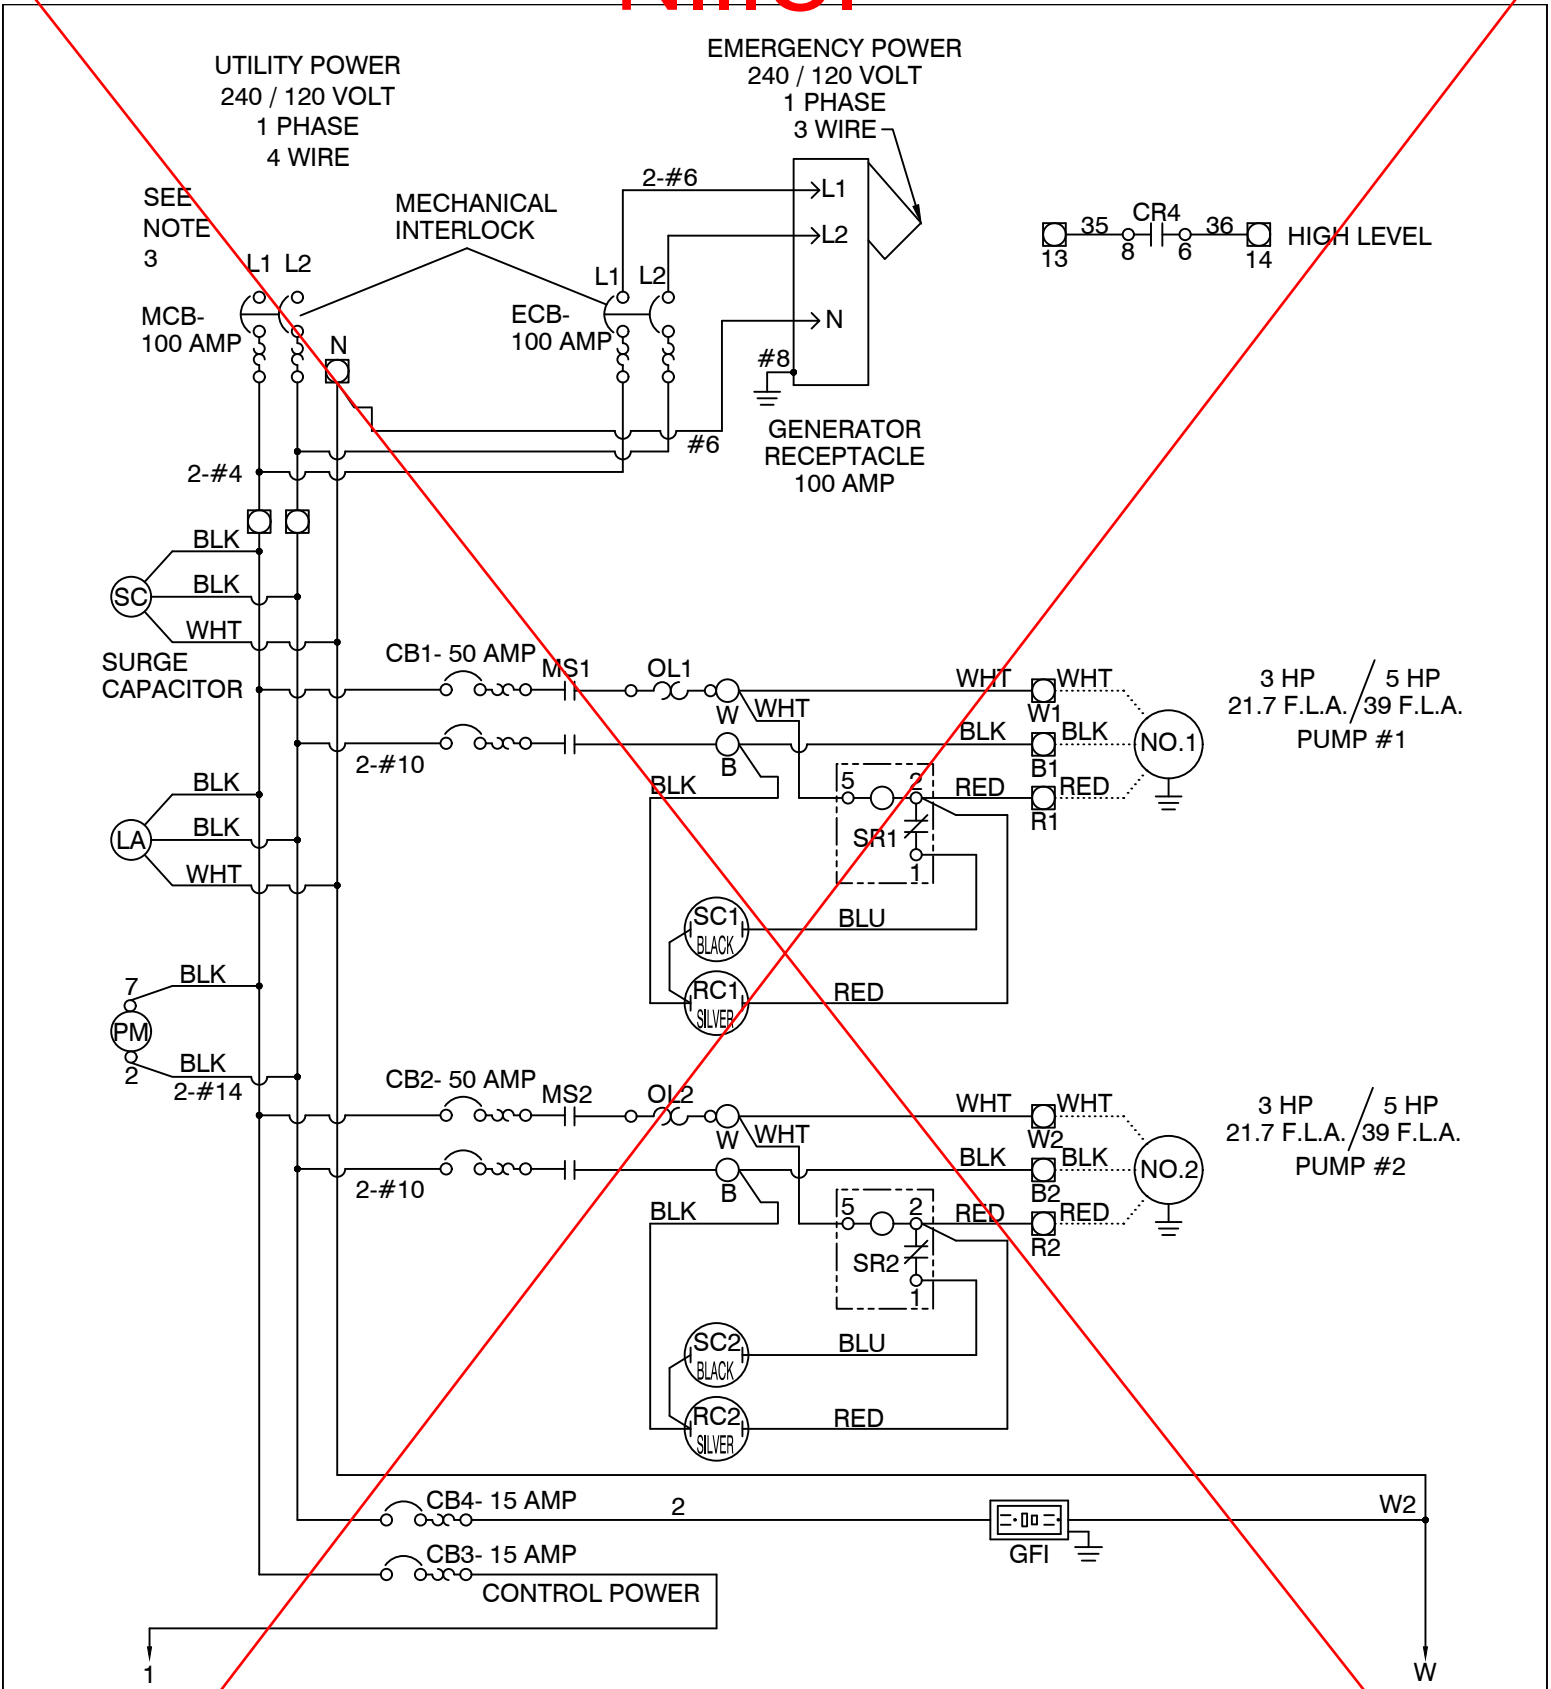 UTILITY POWER
240 / 120 VOLT
1 PHASE
4 WIRE
EMERGENCY POWER
240 / 120 VOLT
1 PHASE
3 WIRE
SEE
NOTE
3
MECHANICAL
INTERLOCK
2-#6
L1
L2
N
35
CR4
36
13
8
6
14
HIGH LEVEL
L1 L2
MCB-
100 AMP
N
L1 L2
ECB-
100 AMP
#8
#6
GENERATOR
RECEPTACLE
100 AMP
2-#4
BLK
BLK
WHT
SC
SURGE
CAPACITOR
CB1- 50 AMP
MS1
OL1
W
WHT
WHT
W1
WHT
2-#10
B
BLK
BLK
B1
BLK
5
2
SR1
1
RED
R1
RED
NO.1
3 HP / 5 HP
21.7 F.L.A. / 39 F.L.A.
PUMP #1
BLK
BLK
WHT
LA
SC1
BLACK
BLU
RC1
SILVER
RED
7
BLK
PM
2
BLK
2-#14
CB2- 50 AMP
MS2
OL2
W
WHT
WHT
W2
WHT
2-#10
B
BLK
BLK
B2
BLK
5
2
SR2
1
RED
R2
RED
NO.2
3 HP / 5 HP
21.7 F.L.A. / 39 F.L.A.
PUMP #2
SC2
BLACK
BLU
RC2
SILVER
RED
CB4- 15 AMP
2
GFI
W2
CB3- 15 AMP
CONTROL POWER
1
W